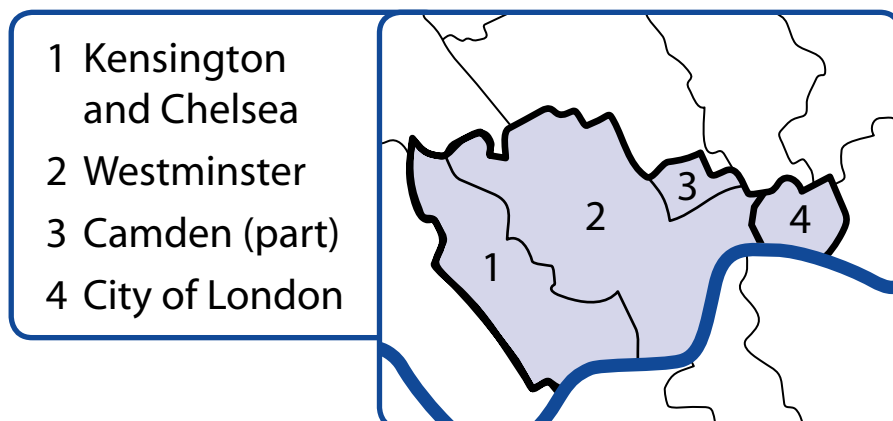 1 Kensington
and Chelsea
2 Westminster
3 Camden (part)
4 City of London
1
2
3
4